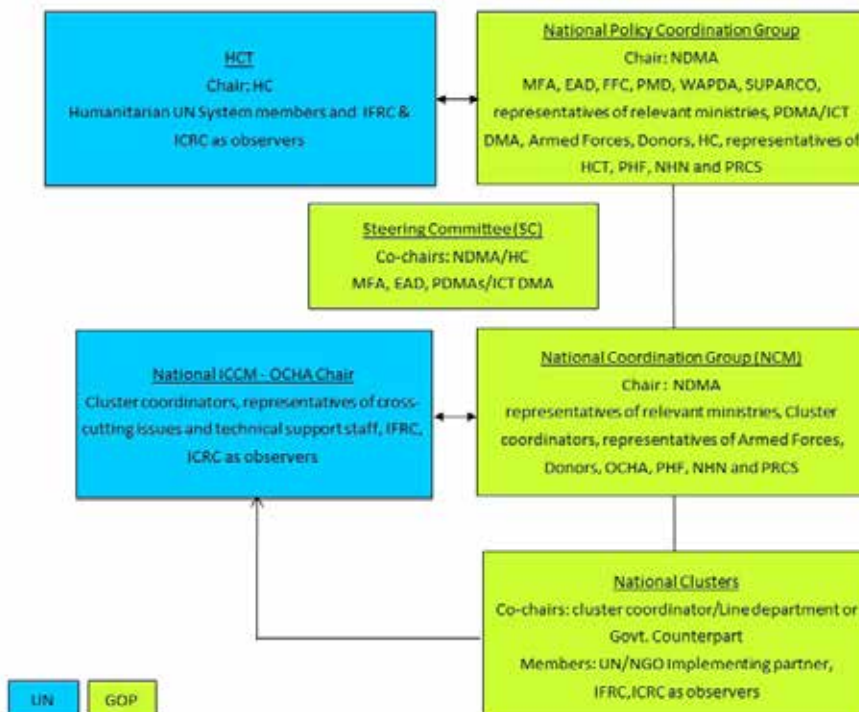 HCT
Chair: HC
Humanitarian UN System members and IFRC &
ICRC as observers
National Policy Coordination Group
Chair: NDMA
MFA, EAD, FFC, PMD, WAPDA, SUPARCO,
representatives of relevant ministries, PDMA/ICT
DMA, Armed Forces, Donors, HC, representatives of
HCT, PHF, NHN and PRCS
Steering Committee (SC)
Co-chairs: NDMA/HC
MFA, EAD, PDMAs/ICT DMA
National ICCM - OCHA Chair
Cluster coordinators, representatives of cross-
cutting issues and technical support staff, IFRC,
ICRC as observers
National Coordination Group (NCM)
Chair : NDMA
representatives of relevant ministries, Cluster
coordinators, representatives of Armed Forces,
Donors, OCHA, PHF, NHN and PRCS
National Clusters
Co-chairs: cluster coordinator/Line department or
Govt. Counterpart
Members: UN/NGO Implementing partner,
IFRC,ICRC as observers
UN
GOP